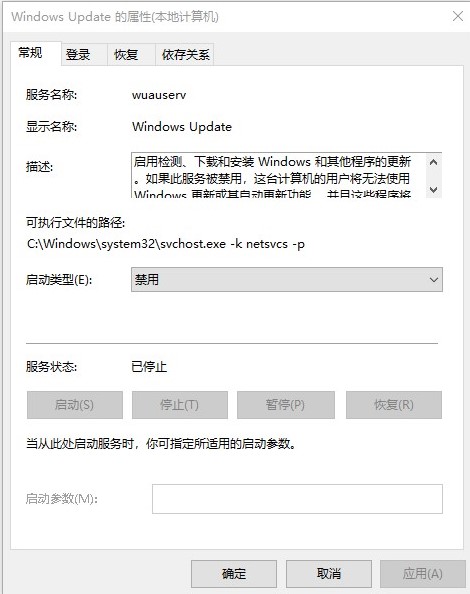 Windows Update 的属性(本地计算机)
常规 登录 恢复 依存关系
服务名称: wuauserv
显示名称: Windows Update
描述: 启用检测、下载和安装 Windows 和其他程序的更新
。如果此服务被禁用，这台计算机的用户将无法使用
Windows 更新或其自动更新功能，并且这些程序将
可执行文件的路径:
C:\Windows\system32\svchost.exe -k netsvcs -p
启动类型(E): 禁用
服务状态: 已停止
启动(S) 停止(T) 暂停(P) 恢复(R)
当从此处启动服务时，你可指定所适用的启动参数。
启动参数(M):
确定 取消 应用(A)